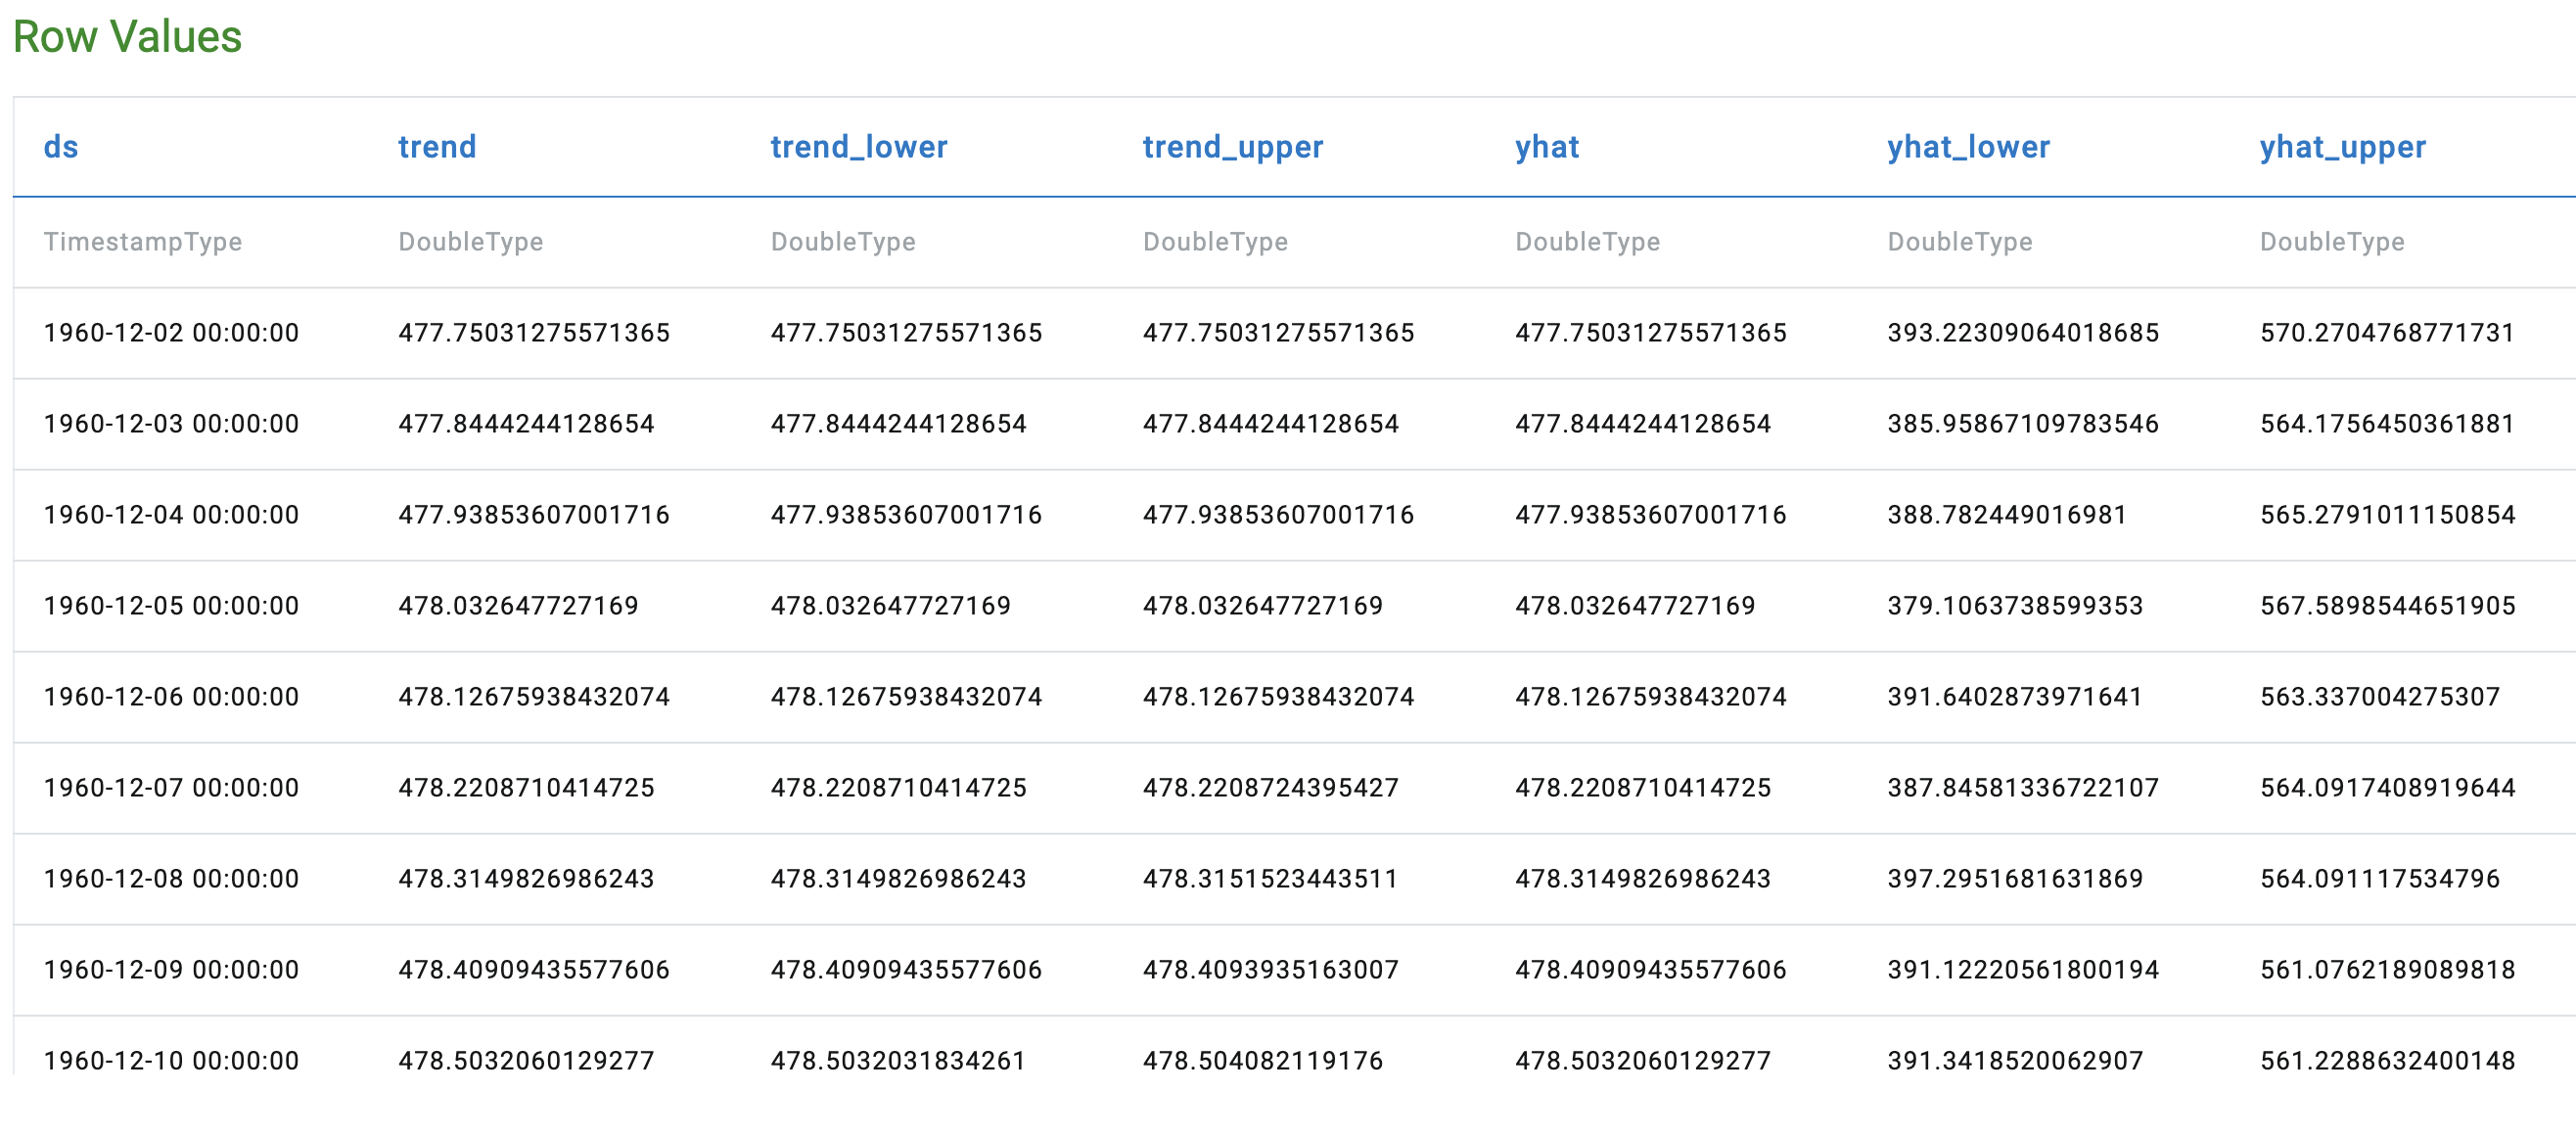 Row Values
ds trend trend_lower trend_upper yhat yhat_lower yhat_upper
TimestampType DoubleType DoubleType DoubleType DoubleType DoubleType DoubleType
1960-12-02 00:00:00 477.75031275571365 477.75031275571365 477.75031275571365 477.75031275571365 393.22309064018685 570.2704768771731
1960-12-03 00:00:00 477.8444244128654 477.8444244128654 477.8444244128654 477.8444244128654 385.95867109783546 564.1756450361881
1960-12-04 00:00:00 477.93853607001716 477.93853607001716 477.93853607001716 477.93853607001716 388.782449016981 565.2791011150854
1960-12-05 00:00:00 478.032647727169 478.032647727169 478.032647727169 478.032647727169 379.1063738599353 567.5898544651905
1960-12-06 00:00:00 478.12675938432074 478.12675938432074 478.12675938432074 478.12675938432074 391.6402873971641 563.337004275307
1960-12-07 00:00:00 478.2208710414725 478.2208710414725 478.2208724395427 478.2208710414725 387.84581336722107 564.0917408919644
1960-12-08 00:00:00 478.3149826986243 478.3149826986243 478.3151523443511 478.3149826986243 397.2951681631869 564.091117534796
1960-12-09 00:00:00 478.40909435577606 478.40909435577606 478.4093935163007 478.40909435577606 391.12220561800194 561.0762189089818
1960-12-10 00:00:00 478.5032060129277 478.5032031834261 478.504082119176 478.5032060129277 391.3418520062907 561.2288632400148